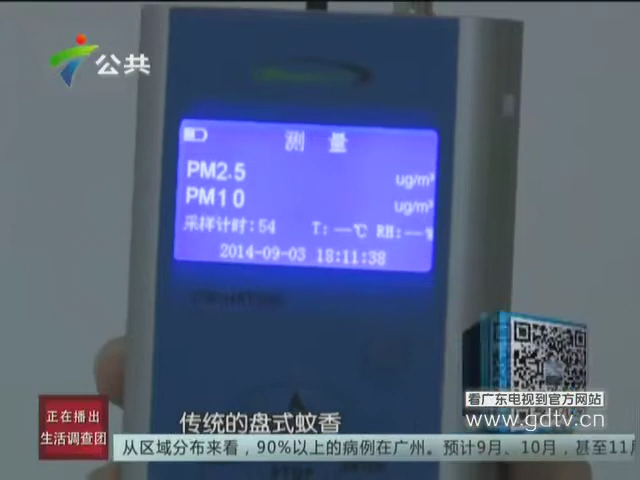 公共
测 量
PM2.5 ug/m³
PM10 ug/m³
采样计时:54 T:--℃ RH:--%
2014-09-03 18:11:38
看广东电视到官方网站
www.gdtv.cn
正在播出
生活调查团
传统的盘式蚊香
从区域分布来看，90%以上的病例在广州。预计9月、10月，甚至11月